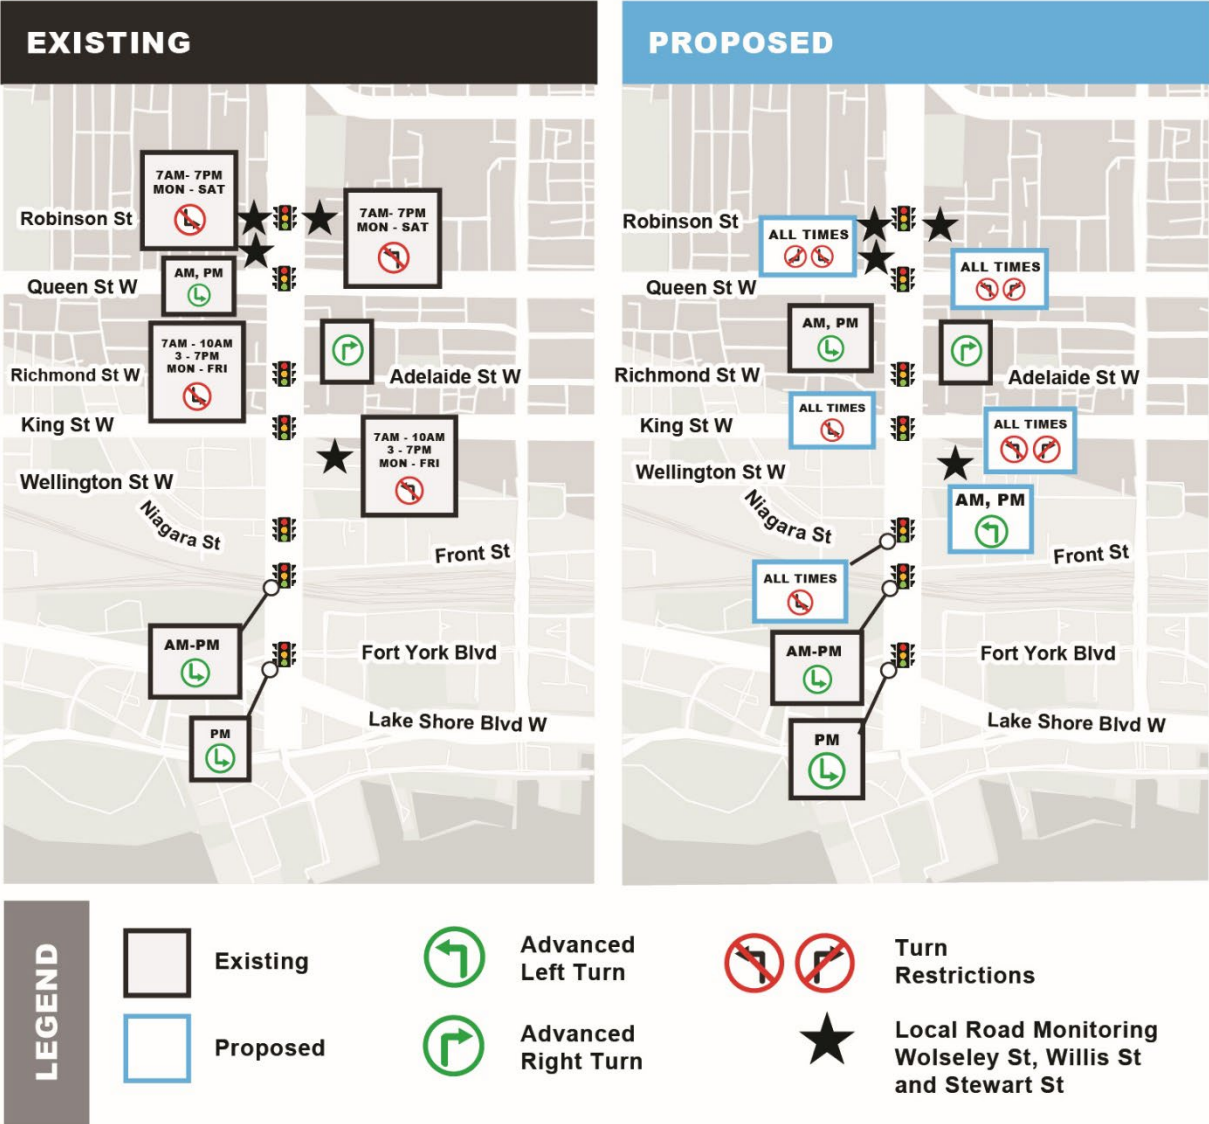 EXISTING
7AM- 7PM
MON - SAT
Robinson St
7AM- 7PM
MON - SAT
AM, PM
Queen St W
7AM - 10AM
3 - 7PM
MON - FRI
Richmond St W
Adelaide St W
King St W
7AM - 10AM
3 - 7PM
MON - FRI
Wellington St W
Niagara St
Front St
AM-PM
Fort York Blvd
Lake Shore Blvd W
PM
PROPOSED
Robinson St
ALL TIMES
ALL TIMES
Queen St W
AM, PM
Richmond St W
Adelaide St W
ALL TIMES
King St W
ALL TIMES
Wellington St W
AM, PM
Niagara St
Front St
ALL TIMES
AM-PM
Fort York Blvd
Lake Shore Blvd W
PM
LEGEND
Existing
Proposed
Advanced
Left Turn
Advanced
Right Turn
Turn
Restrictions
Local Road Monitoring
Wolseley St, Willis St
and Stewart St